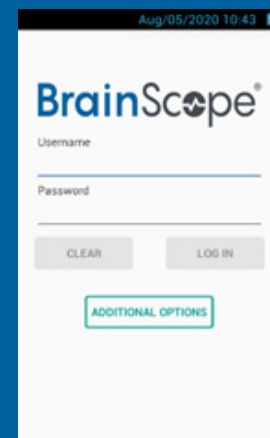 Aug/05/2020 10:43
BrainScope®
Username
Password
CLEAR LOG IN
ADDITIONAL OPTIONS